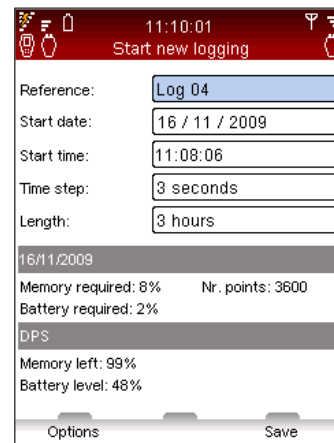 11:10:01
Start new logging
Reference: Log 04
Start date: 16 / 11 / 2009
Start time: 11:08:06
Time step: 3 seconds
Length: 3 hours
16/11/2009
Memory required: 8% Nr. points: 3600
Battery required: 2%
DPS
Memory left: 99%
Battery level: 48%
Options Save